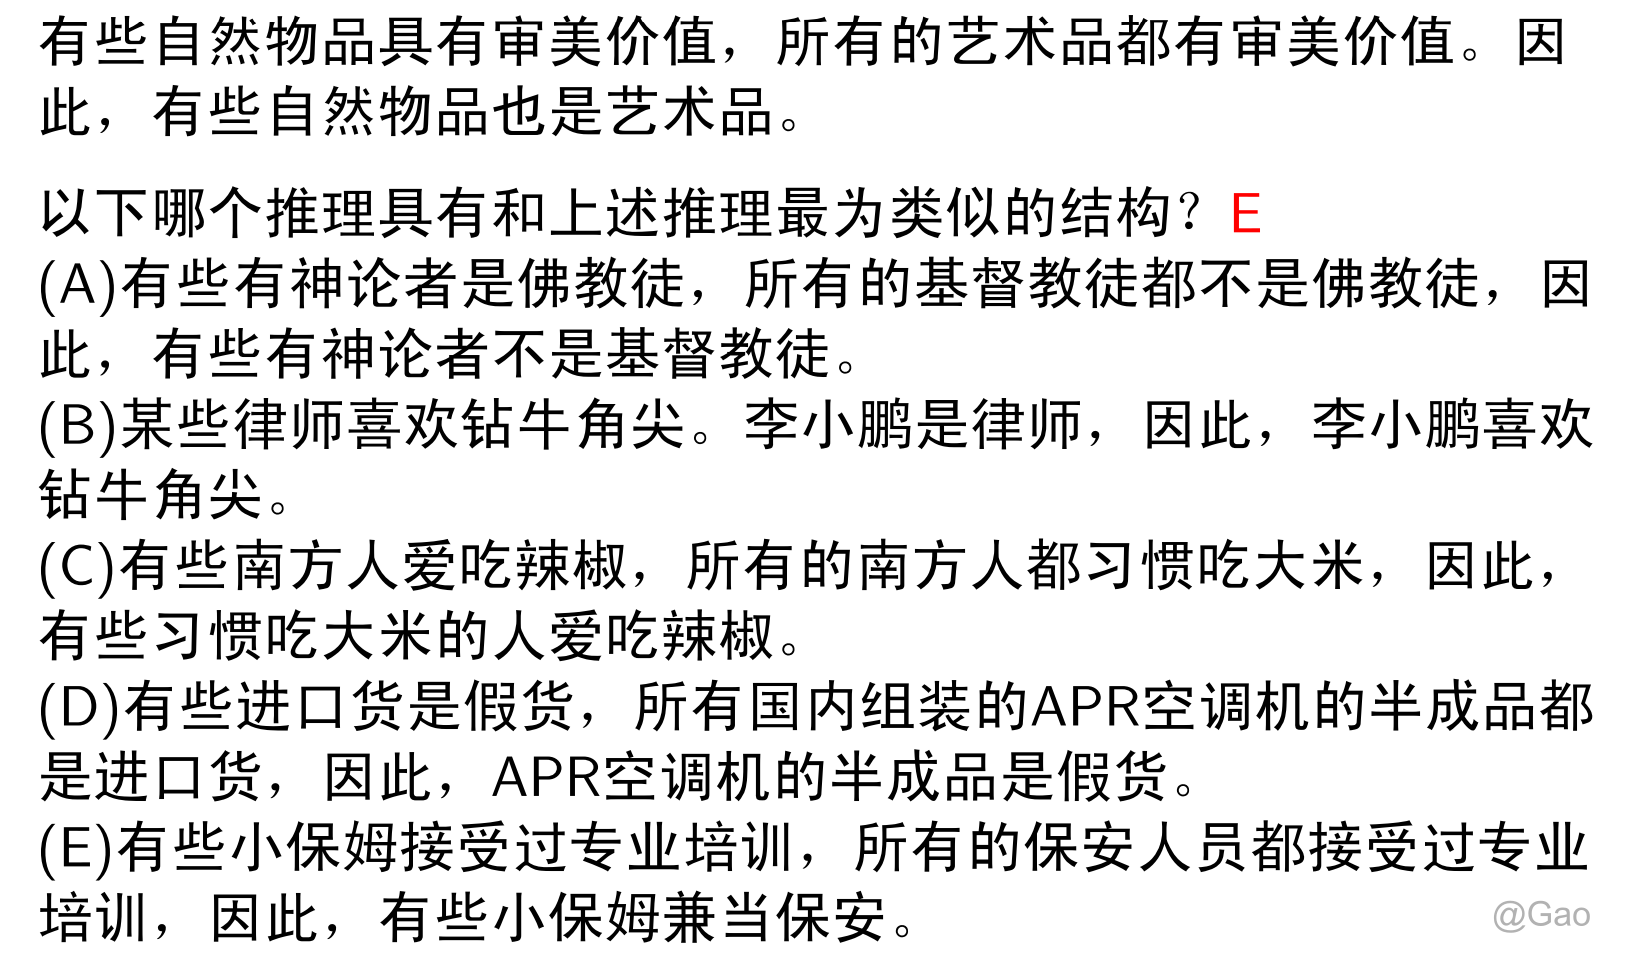 有些自然物品具有审美价值，所有的艺术品都有审美价值。因
此，有些自然物品也是艺术品。
以下哪个推理具有和上述推理最为类似的结构？E
(A)有些有神论者是佛教徒，所有的基督教徒都不是佛教徒，因
此，有些有神论者不是基督教徒。
(B)某些律师喜欢钻牛角尖。李小鹏是律师，因此，李小鹏喜欢
钻牛角尖。
(C)有些南方人爱吃辣椒，所有的南方人都习惯吃大米，因此，
有些习惯吃大米的人爱吃辣椒。
(D)有些进口货是假货，所有国内组装的APR空调机的半成品都
是进口货，因此，APR空调机的半成品是假货。
(E)有些小保姆接受过专业培训，所有的保安人员都接受过专业
培训，因此，有些小保姆兼当保安。
@Gao